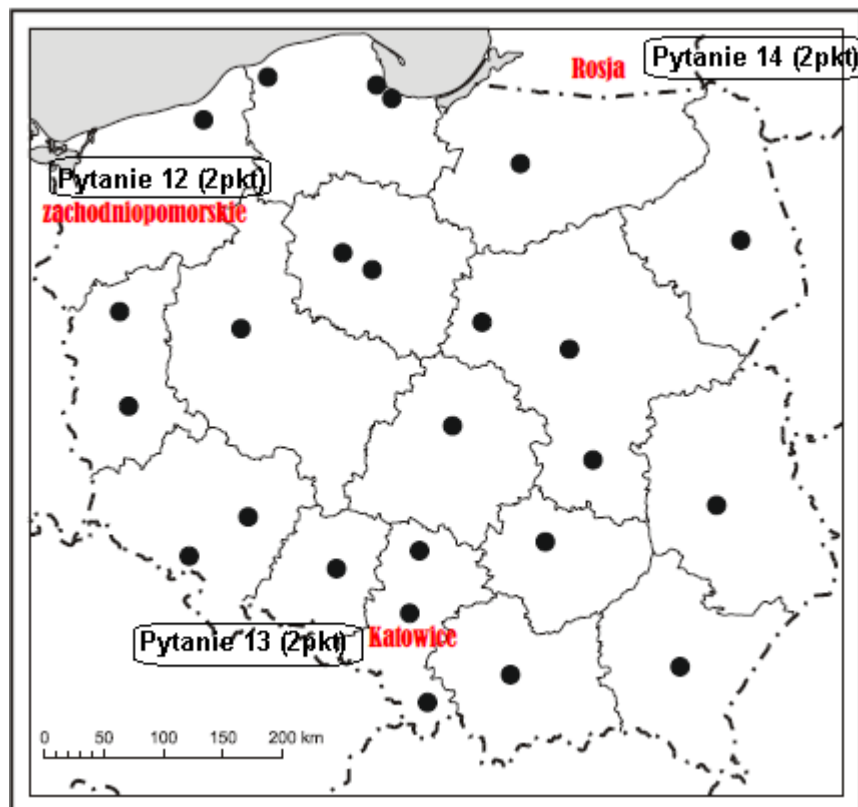 Pytanie 14 (2pkt)
Rosja
Pytanie 12 (2pkt)
zachodniopomorskie
Pytanie 13 (2pkt)
Katowice
0 50 100 150 200 km